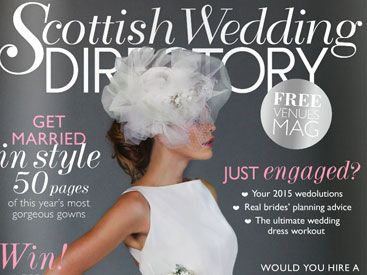 Scottish Wedding
DIRECTORY
FREE
VENUES
MAG
GET
MARRIED
in style
50 pages
of this year's most
gorgeous gowns
Win!
JUST engaged?
Your 2015 wedolutions
Real brides' planning advice
The ultimate wedding
dress workout
WOULD YOU HIRE A